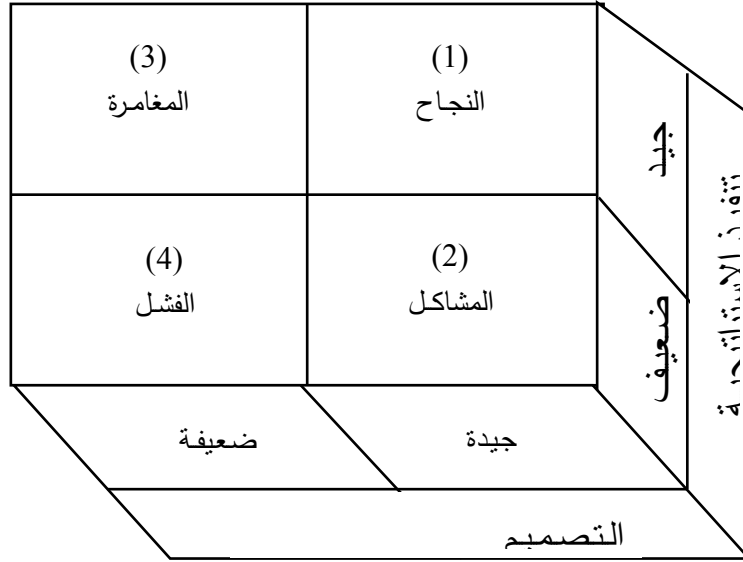 (1)
النجاح
(3)
المغامرة
جيد
(2)
المشاكل
(4)
الفشل
ضعيف
جيدة
ضعيفة
التصميم